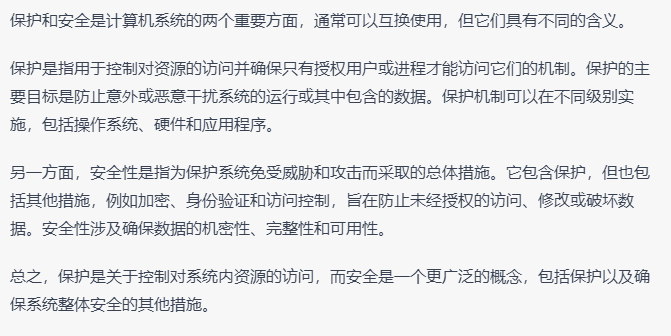 保护和安全是计算机系统的两个重要方面，通常可以互换使用，但它们具有不同的含义。
保护是指用于控制对资源的访问并确保只有授权用户或进程才能访问它们的机制。保护的主
要目标是防止意外或恶意干扰系统的运行或其中包含的数据。保护机制可以在不同级别实
施，包括操作系统、硬件和应用程序。
另一方面，安全性是指为保护系统免受威胁和攻击而采取的总体措施。它包含保护，但也包
括其他措施，例如加密、身份验证和访问控制，旨在防止未经授权的访问、修改或破坏数
据。安全性涉及确保数据的机密性、完整性和可用性。
总之，保护是关于控制对系统内资源的访问，而安全是一个更广泛的概念，包括保护以及确
保系统整体安全的其他措施。